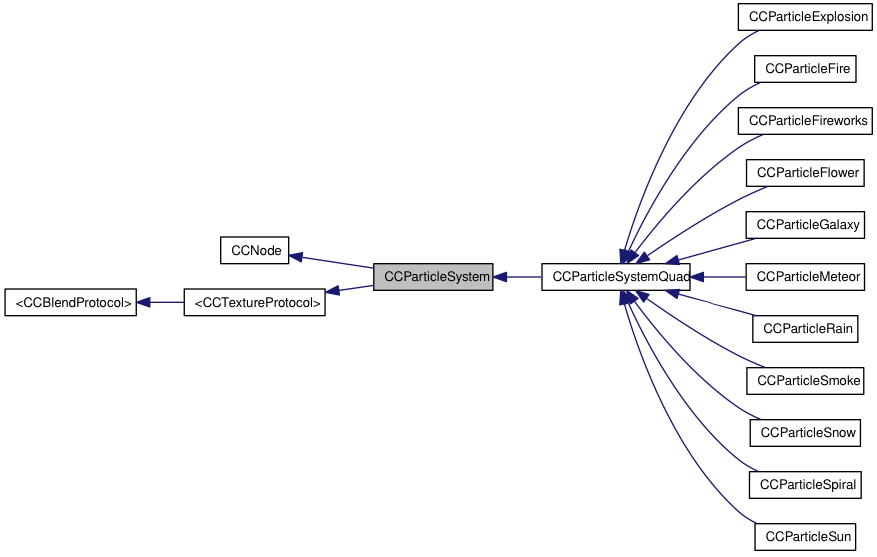 CCParticleExplosion
CCParticleFire
CCParticleFireworks
CCParticleFlower
CCParticleGalaxy
CCNode
CCParticleSystem
CCParticleSystemQuad
CCParticleMeteor
<CCBlendProtocol>
<CCTextureProtocol>
CCParticleRain
CCParticleSmoke
CCParticleSnow
CCParticleSpiral
CCParticleSun